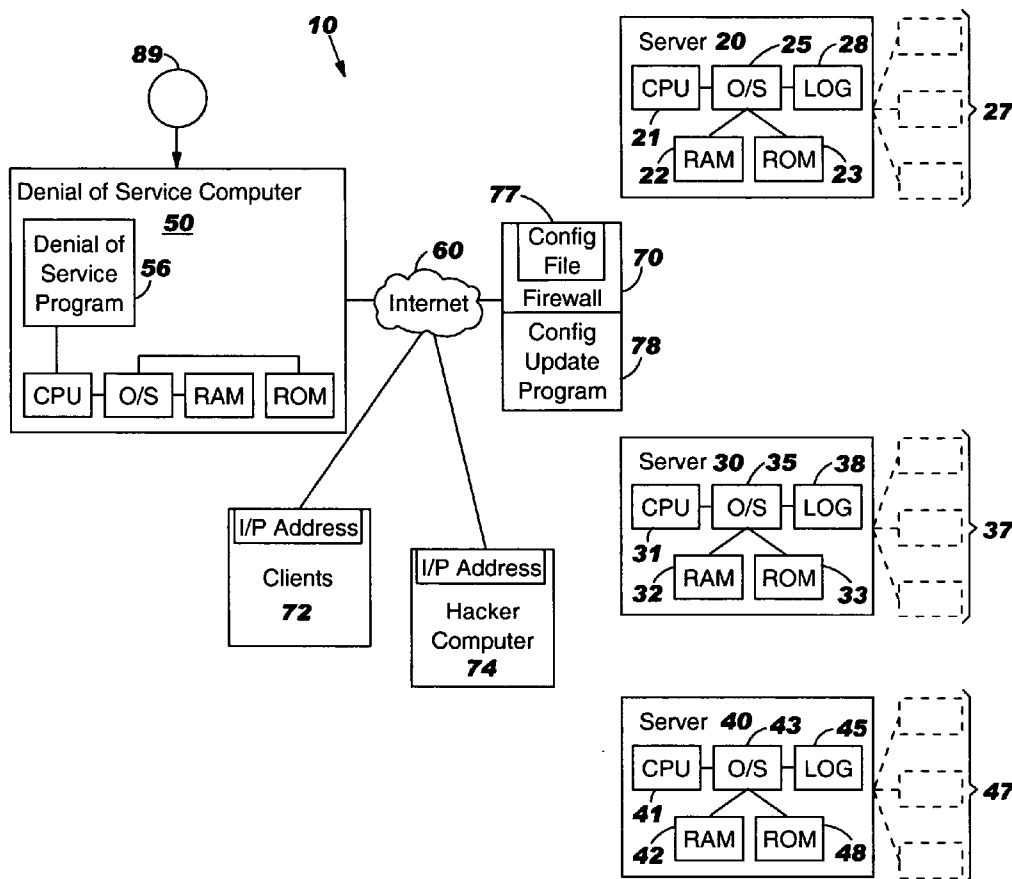 10
89
Denial of Service Computer
50
Denial of
Service
Program
56
CPU
O/S
RAM
ROM
60
Internet
77
Config
File
Firewall
70
Config
Update
Program
78
I/P Address
Clients
72
I/P Address
Hacker
Computer
74
Server 20
25
28
CPU
O/S
LOG
21
22
RAM
ROM
23
27
Server 30
35
38
CPU
O/S
LOG
31
32
RAM
ROM
33
37
Server 40
43
45
CPU
O/S
LOG
41
42
RAM
ROM
48
47